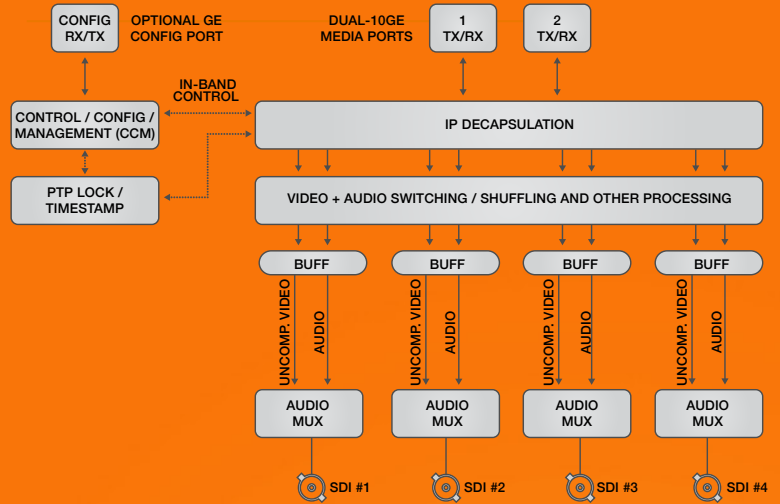 CONFIG
RX/TX
OPTIONAL GE
CONFIG PORT
DUAL-10GE
MEDIA PORTS
1
TX/RX
2
TX/RX
IN-BAND
CONTROL
CONTROL / CONFIG /
MANAGEMENT (CCM)
IP DECAPSULATION
PTP LOCK /
TIMESTAMP
VIDEO + AUDIO SWITCHING / SHUFFLING AND OTHER PROCESSING
BUFF
BUFF
BUFF
BUFF
UNCOMP. VIDEO
AUDIO
UNCOMP. VIDEO
AUDIO
UNCOMP. VIDEO
AUDIO
UNCOMP. VIDEO
AUDIO
AUDIO
MUX
AUDIO
MUX
AUDIO
MUX
AUDIO
MUX
SDI #1
SDI #2
SDI #3
SDI #4